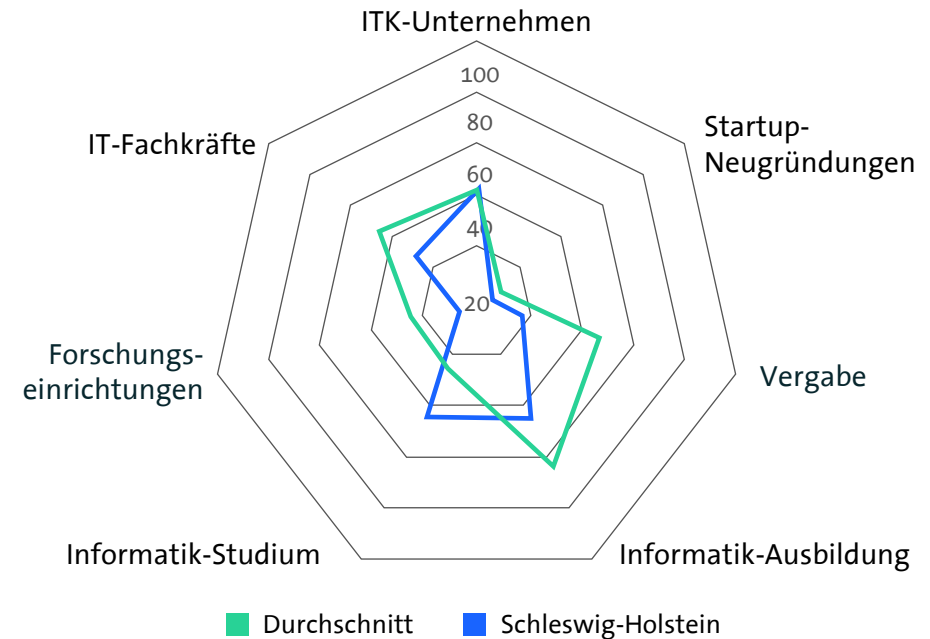 ITK-Unternehmen
100
80
60
40
20
Startup-
Neugründungen
IT-Fachkräfte
Forschungs-
einrichtungen
Vergabe
Informatik-Studium
Informatik-Ausbildung
Durchschnitt
Schleswig-Holstein